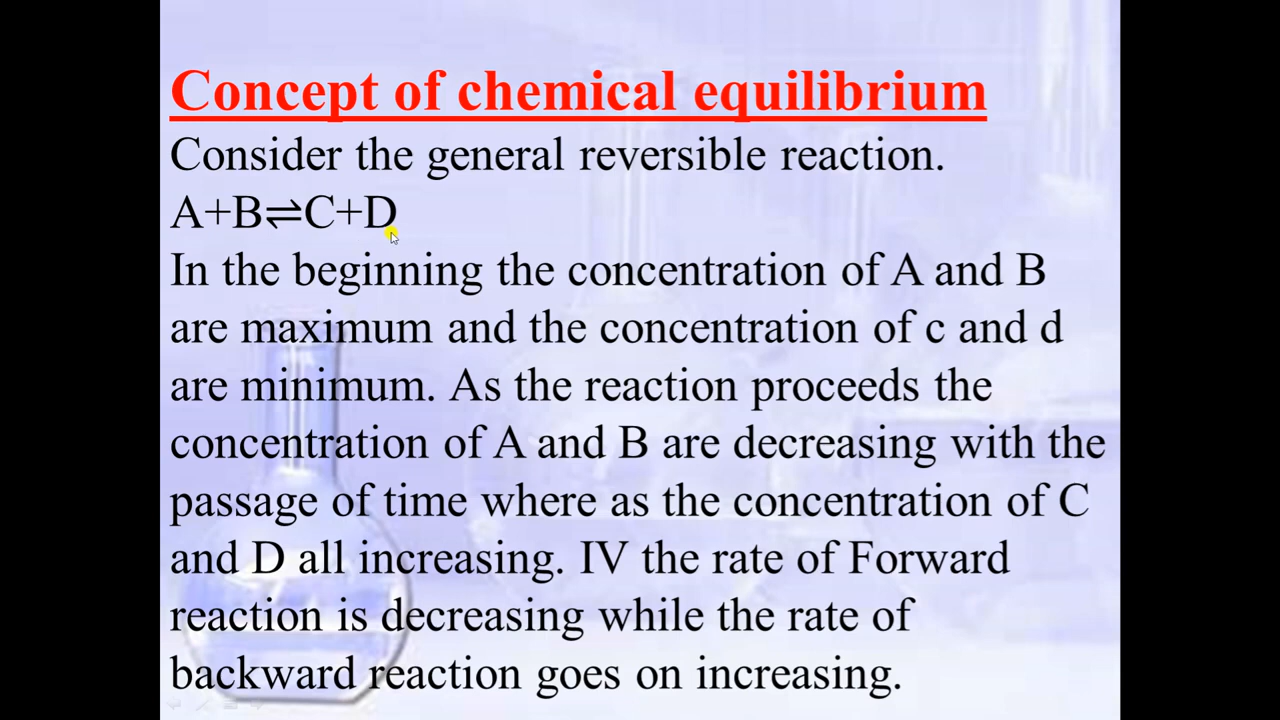 Concept of chemical equilibrium
Consider the general reversible reaction.
A+B⇌C+D
In the beginning the concentration of A and B
are maximum and the concentration of c and d
are minimum. As the reaction proceeds the
concentration of A and B are decreasing with the
passage of time where as the concentration of C
and D all increasing. IV the rate of Forward
reaction is decreasing while the rate of
backward reaction goes on increasing.